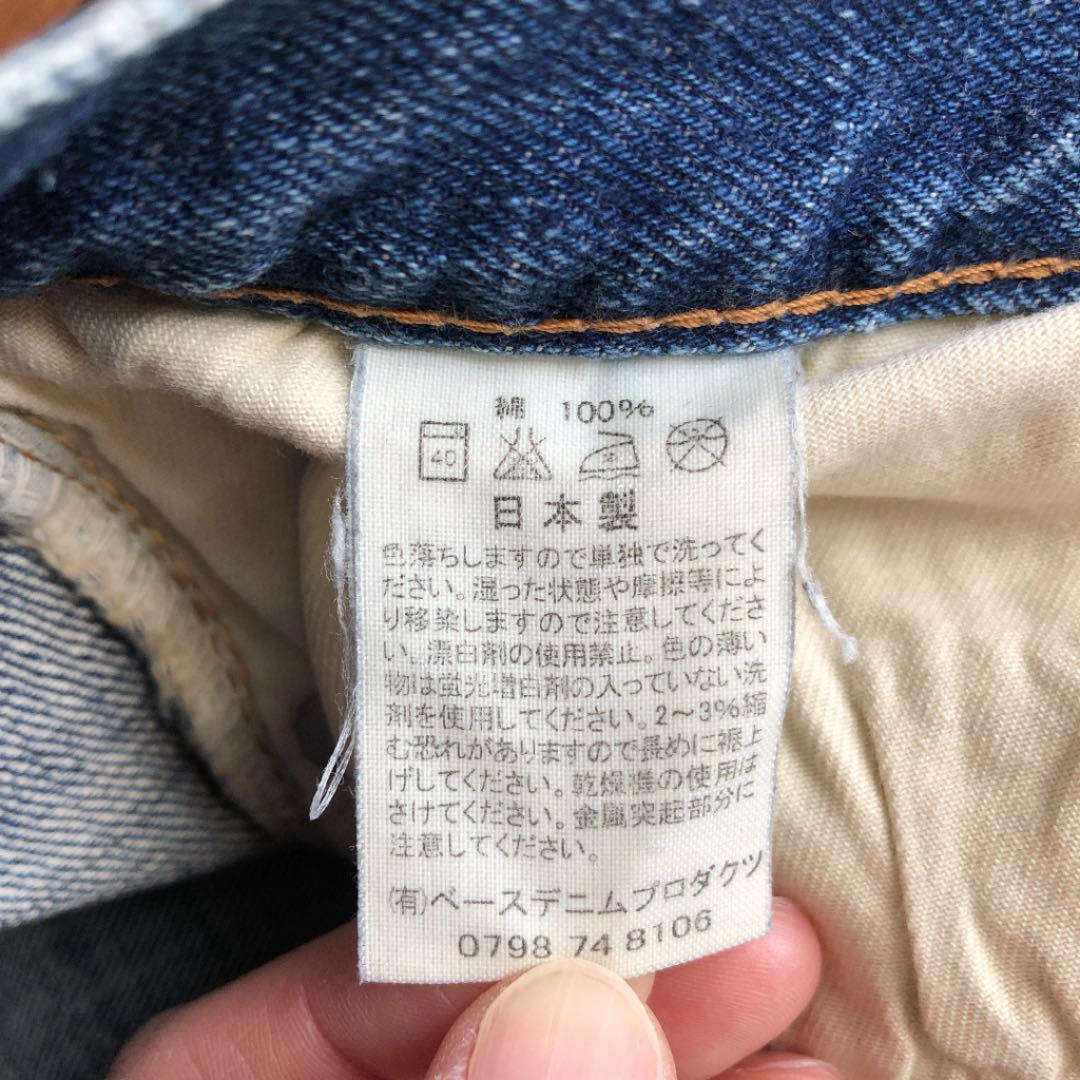 綿 100%
40
日本製
色落ちしますので単独で洗ってく
ださい。湿った状態や摩擦等によ
り移染しますので注意してくださ
い。漂白剤の使用禁止。色の薄い
物は蛍光増白剤の入っていない洗
剤を使用してください。2～3%縮
む恐れがありますので長めに裾上
げしてください。乾燥機の使用は
さけてください。金属突起部分に
注意してください。
(有)ベースデニムプロダクツ
0798 74 8106